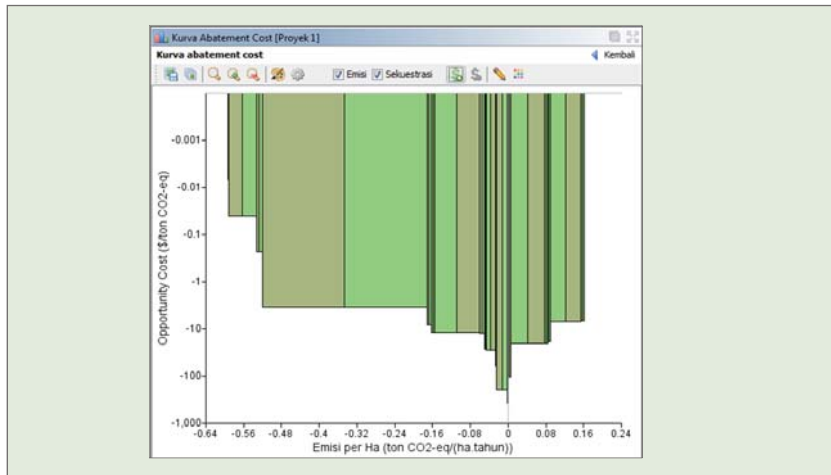 Kurva Abatement Cost [Proyek 1]
Kurva abatement cost
Kembali
Emisi
Sekuestrasi
Opportunity Cost ($/ton CO2-eq)
-0.001
-0.01
-0.1
-1
-10
-100
-1,000
-0.64 -0.56 -0.48 -0.4 -0.32 -0.24 -0.16 -0.08 0 0.08 0.16 0.24
Emisi per Ha (ton CO2-eq/(ha.tahun))